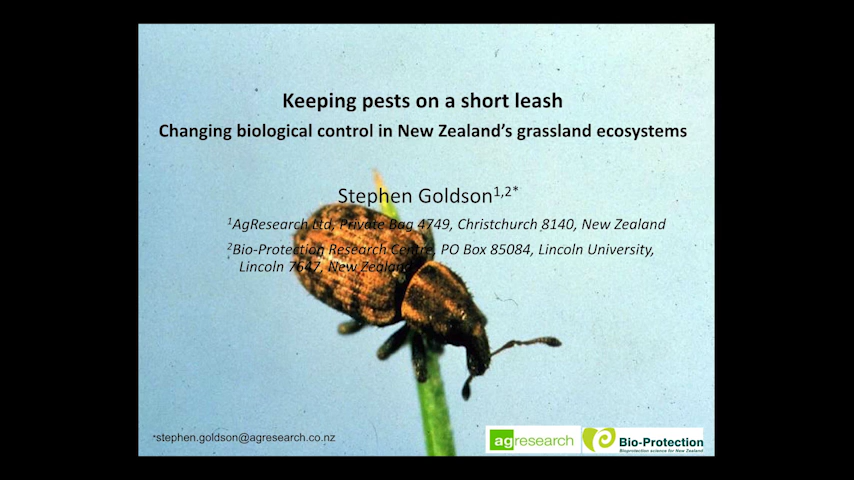 Keeping pests on a short leash
Changing biological control in New Zealand's grassland ecosystems
Stephen Goldson1,2*
1AgResearch Ltd, Private Bag 4749, Christchurch 8140, New Zealand
2Bio-Protection Research Centre, PO Box 85084, Lincoln University,
Lincoln 7647, New Zealand
*stephen.goldson@agresearch.co.nz
agresearch
Bio-Protection
Bioprotection science for New Zealand